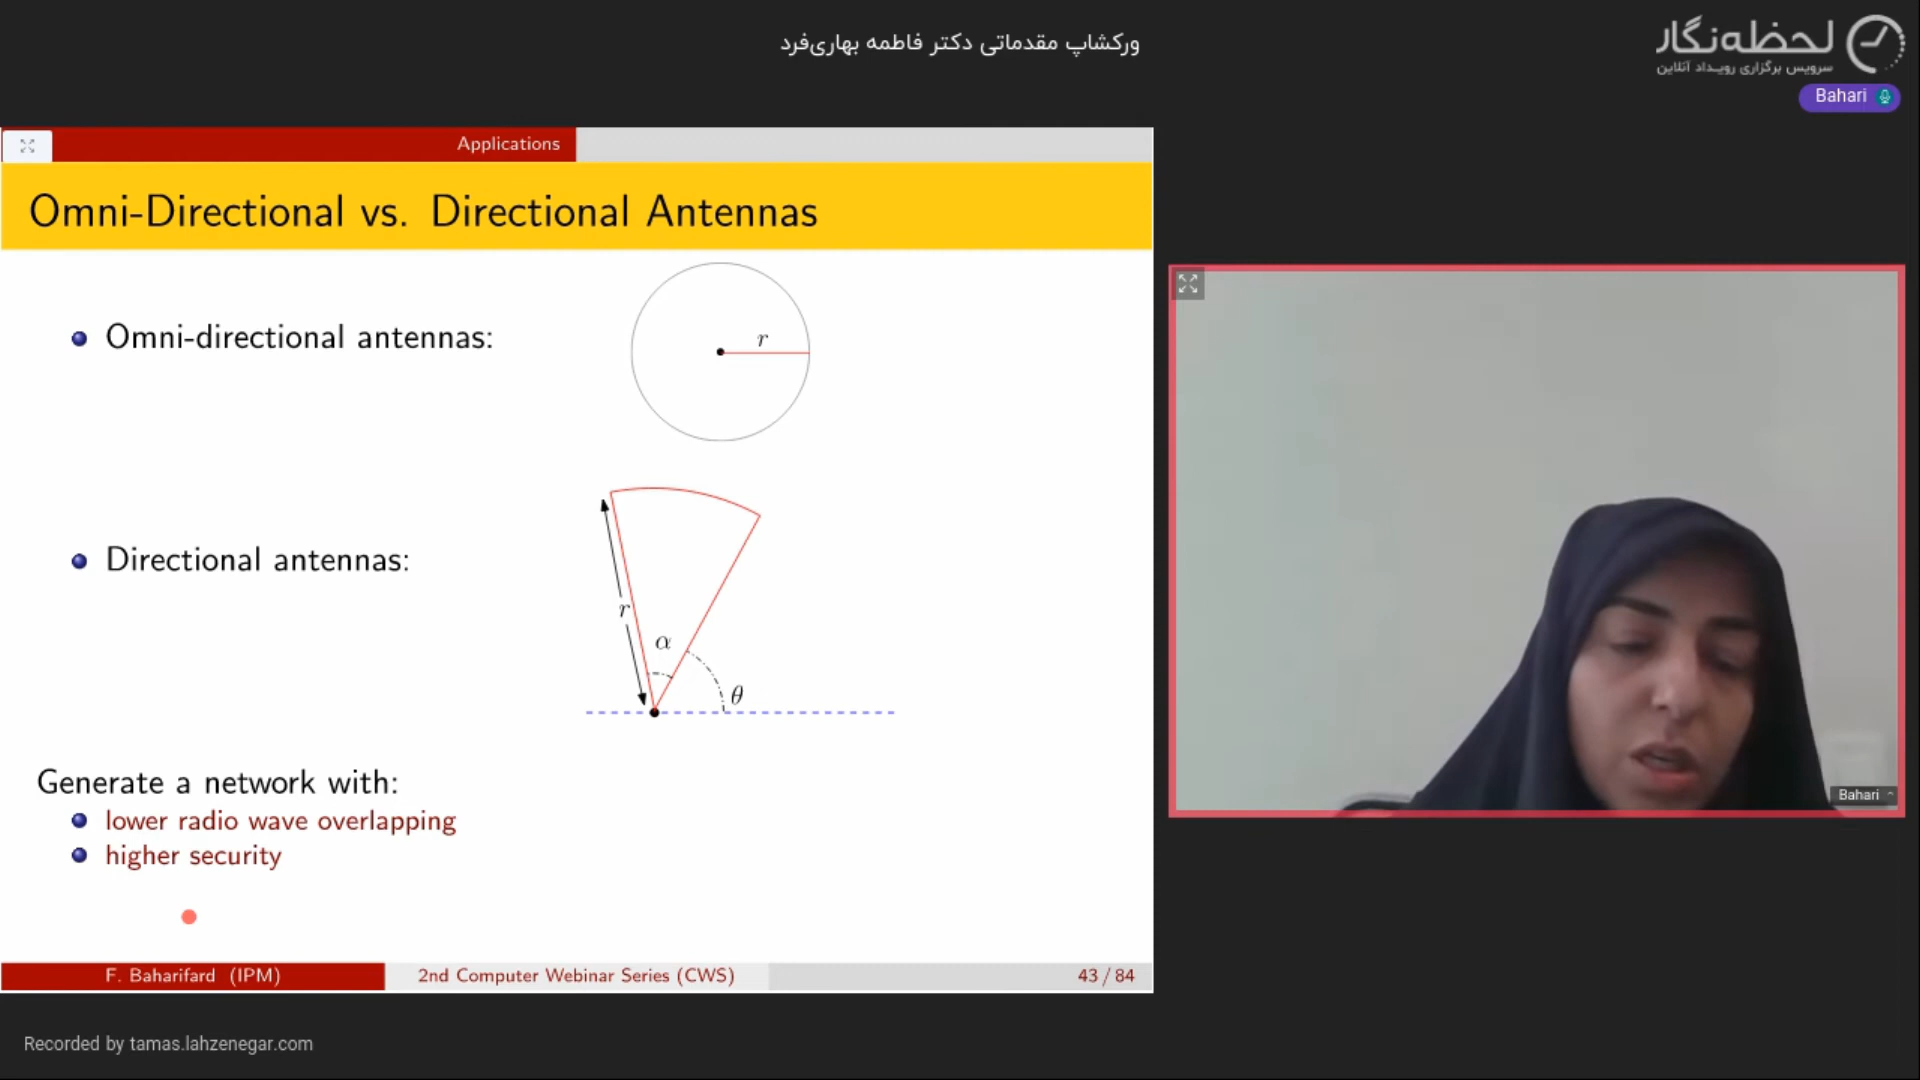 ورکشاپ مقدماتی دکتر فاطمه بهاری‌فرد
لحظه‌نگار
سرویس برگزاری رویداد آنلاین
Bahari
Applications
Omni-Directional vs. Directional Antennas
Omni-directional antennas:
r
Directional antennas:
r
α
θ
Generate a network with:
lower radio wave overlapping
higher security
F. Baharifard (IPM)
2nd Computer Webinar Series (CWS)
43 / 84
Bahari
Recorded by tamas.lahzenegar.com